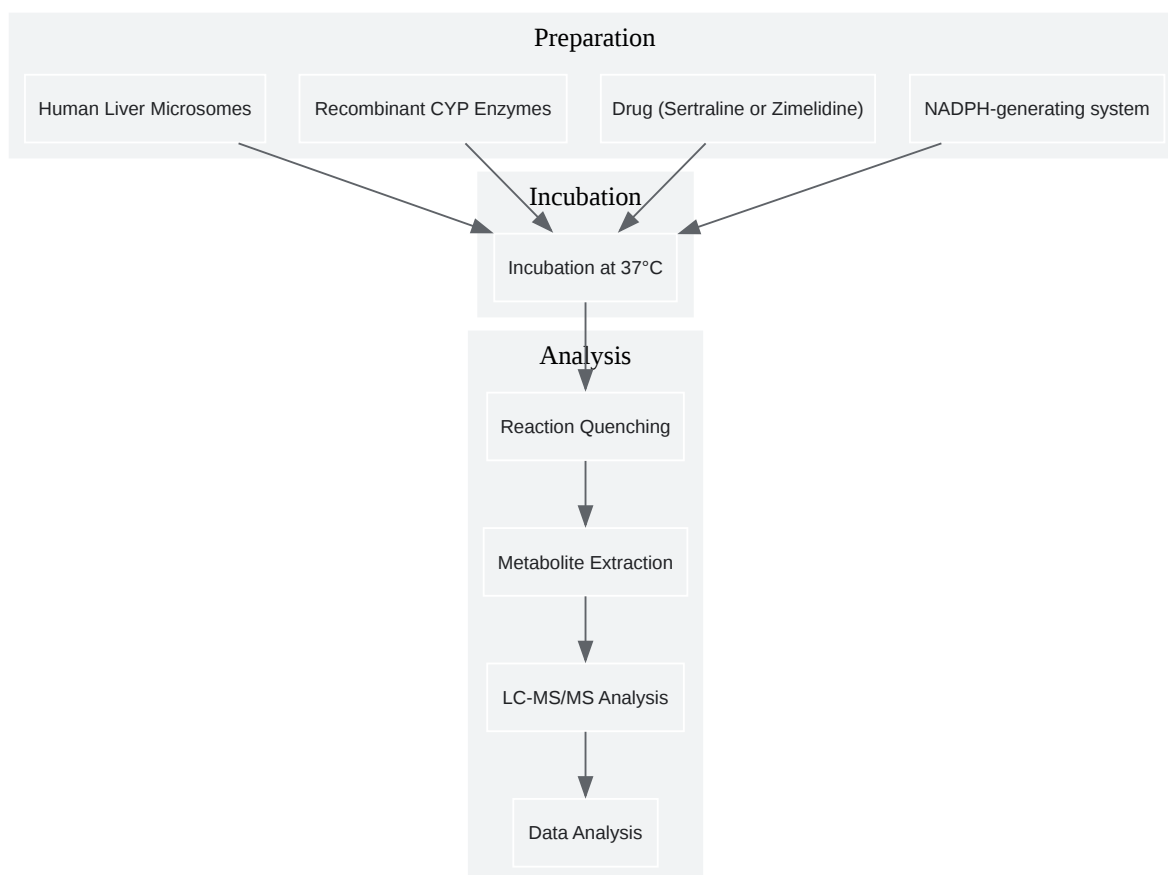 Preparation
Human Liver Microsomes
Recombinant CYP Enzymes
Drug (Sertraline or Zimelidine)
NADPH-generating system
Incubation
Incubation at 37°C
Analysis
Reaction Quenching
Metabolite Extraction
LC-MS/MS Analysis
Data Analysis